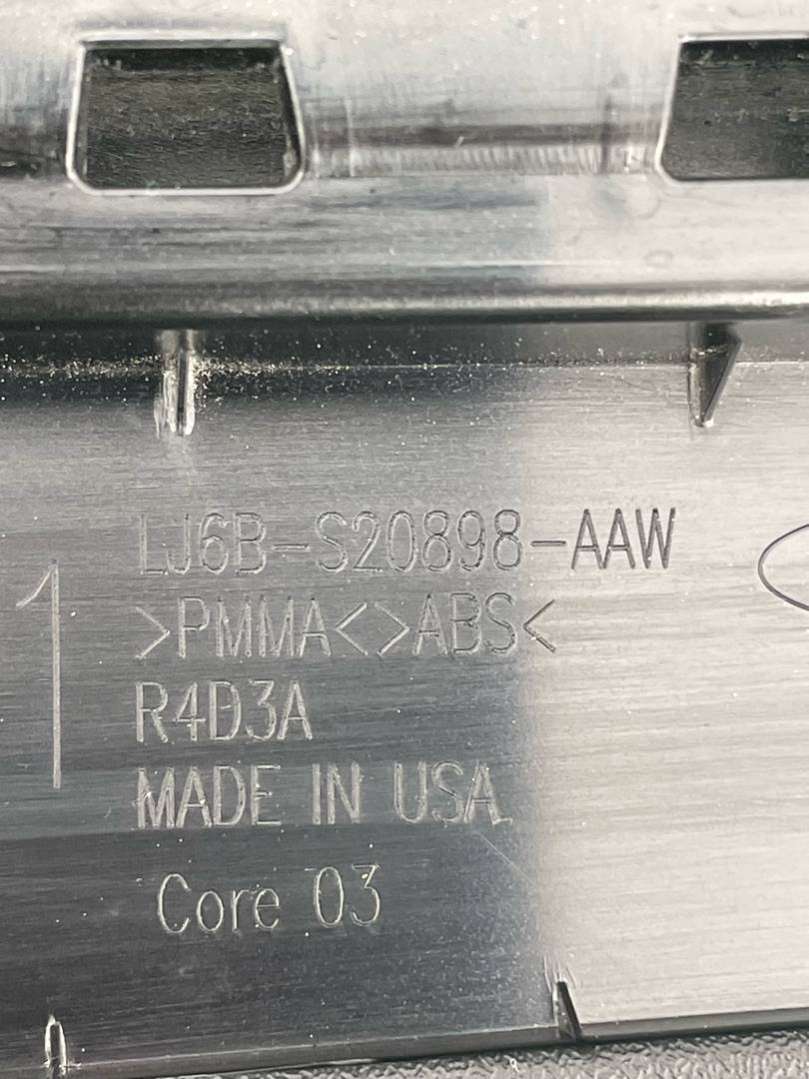 LJ6B-S20898-AAW
1
>PMMA<>ABS<
R4D3A
MADE IN USA
Core 03